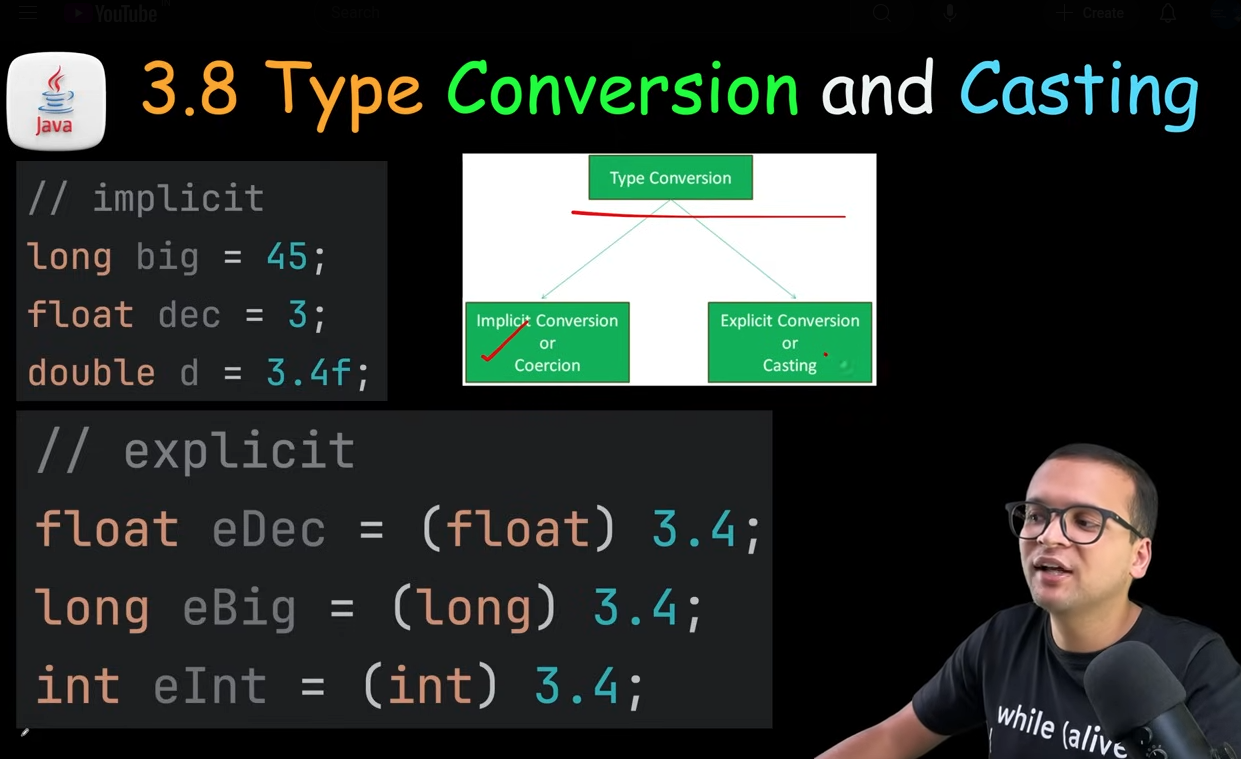 YouTube
Search
Create
Java
3.8 Type Conversion and Casting
// implicit
long big = 45;
float dec = 3;
double d = 3.4f;
Type Conversion
Implicit Conversion
or
Coercion
Explicit Conversion
or
Casting
// explicit
float eDec = (float) 3.4;
long eBig = (long) 3.4;
int eInt = (int) 3.4;
while (alive